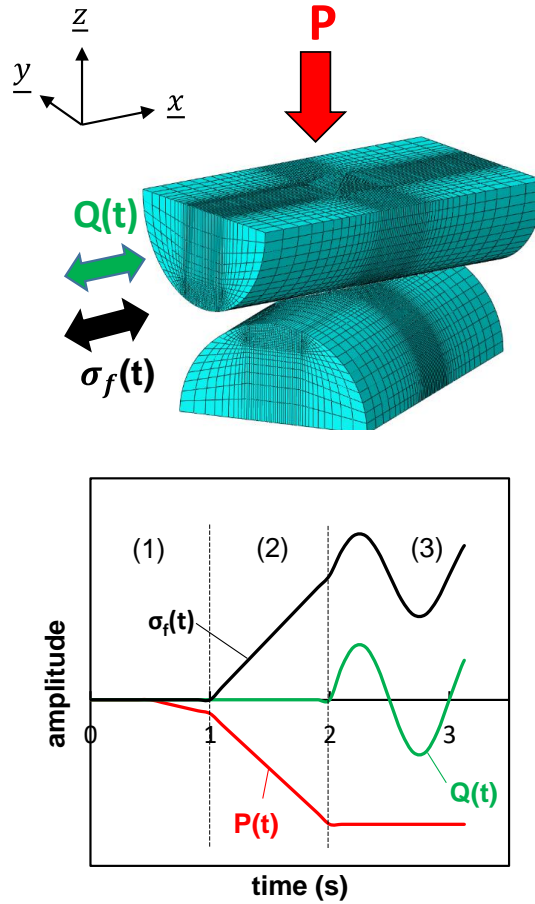 z
P
y
x
Q(t)
σf(t)
(1)
(2)
(3)
σf(t)
amplitude
0
1
2
3
P(t)
Q(t)
time (s)